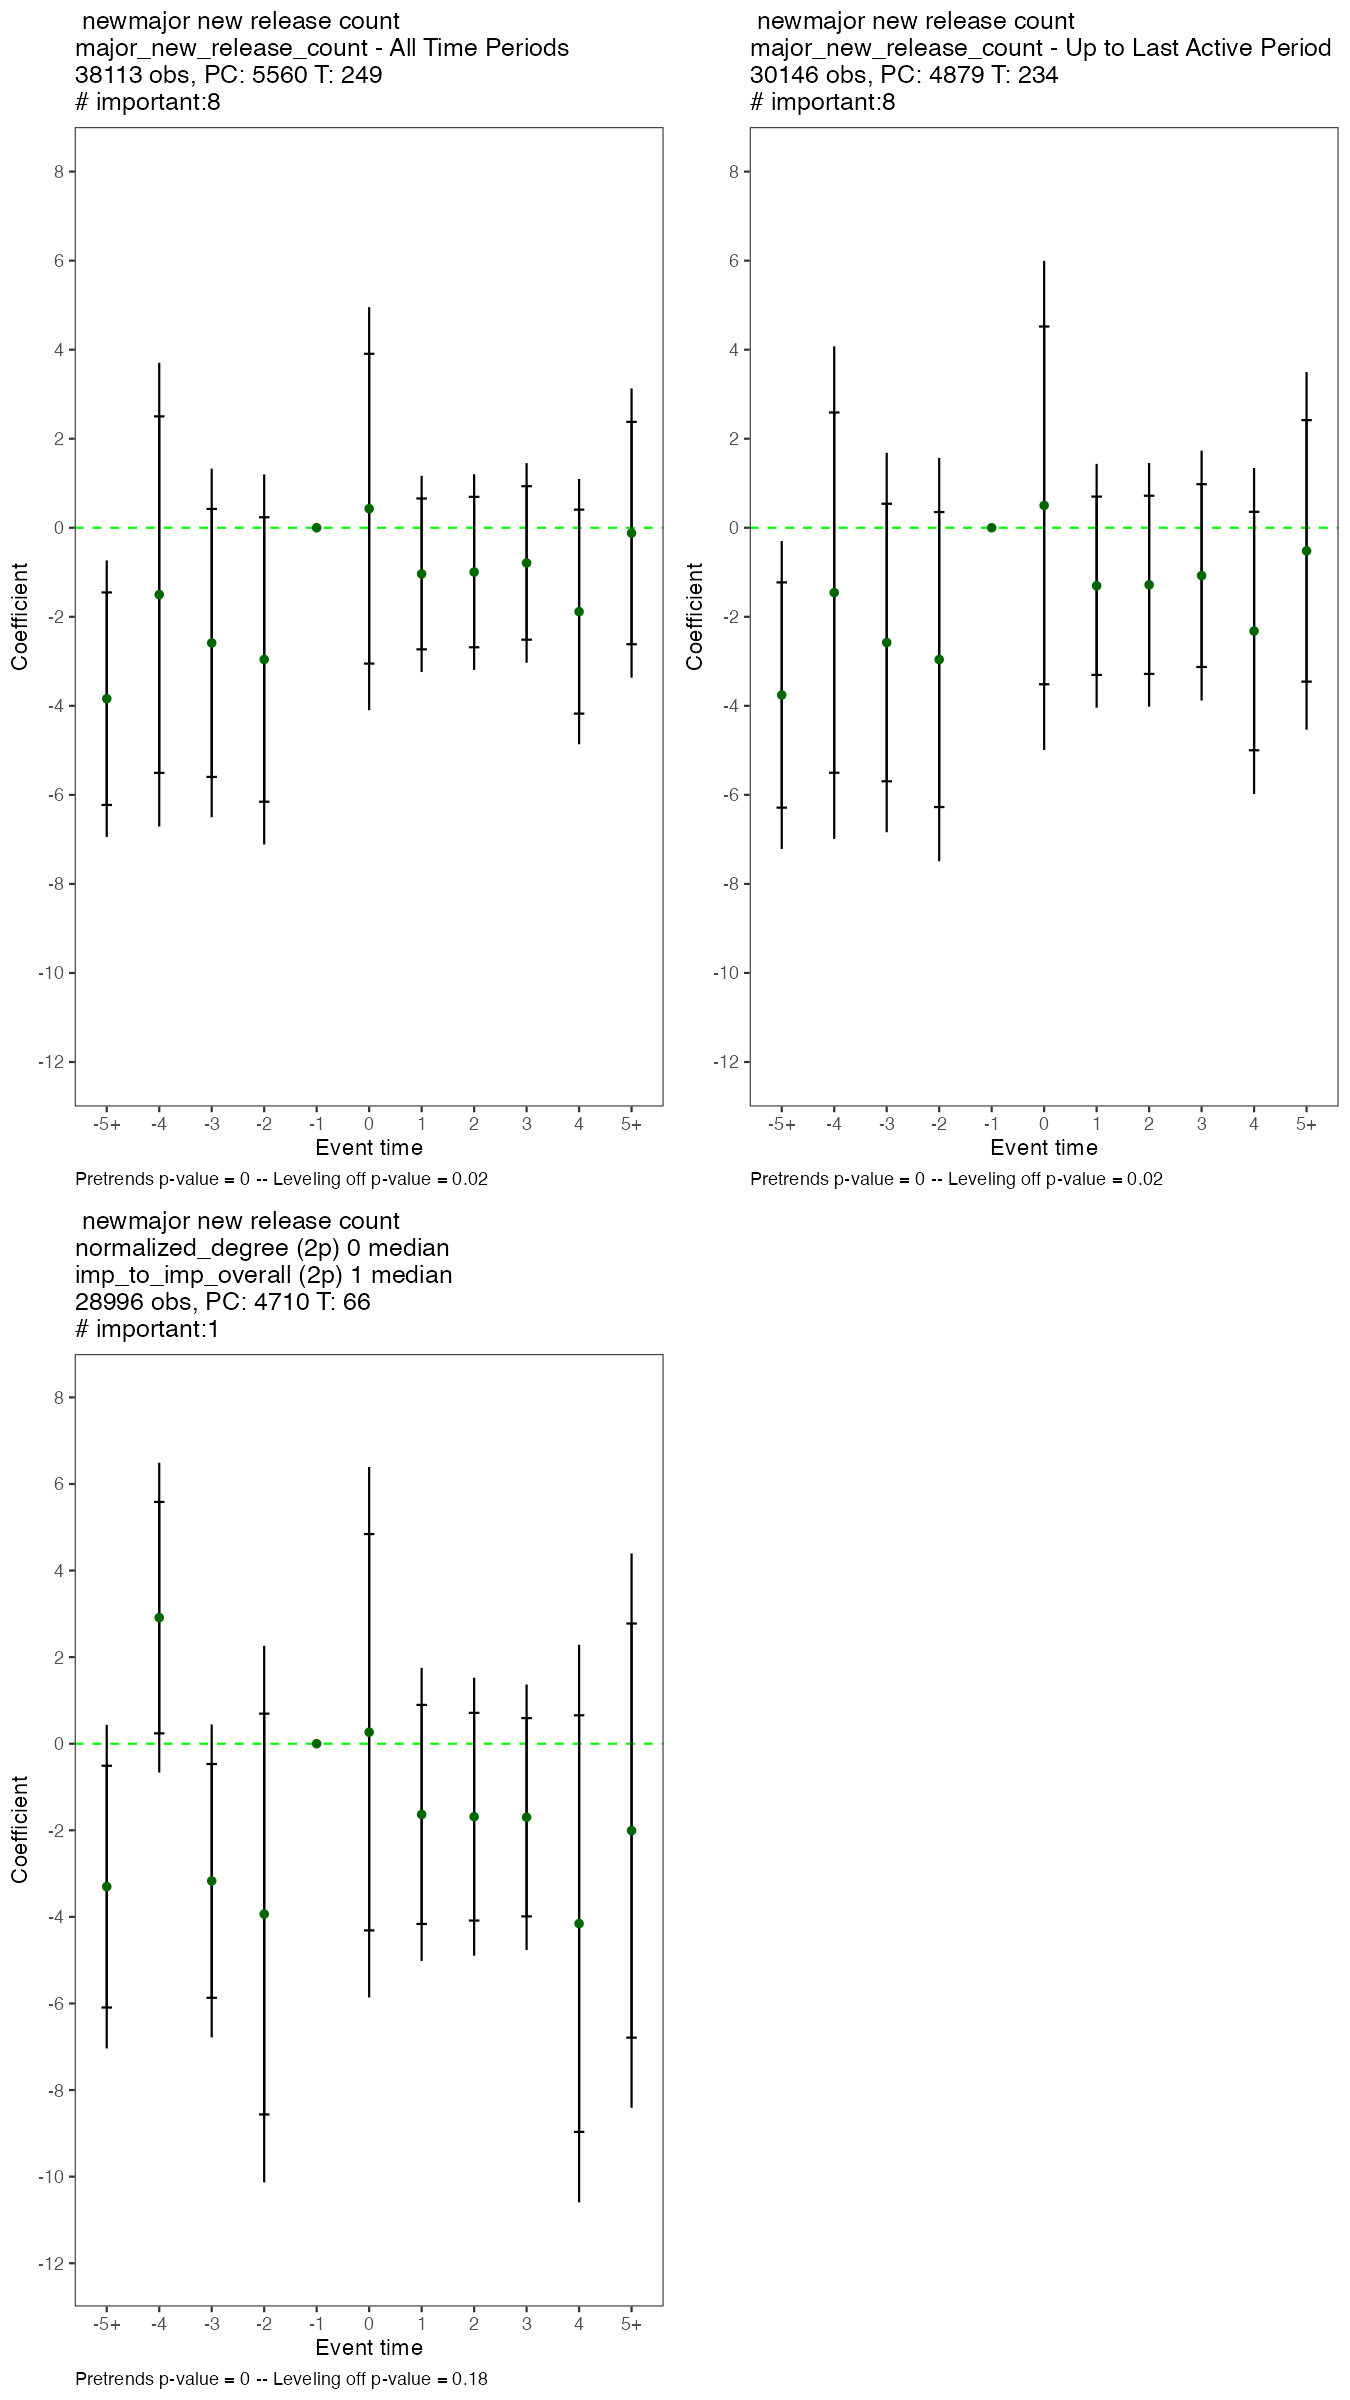 newmajor new release count
major_new_release_count - All Time Periods
38113 obs, PC: 5560 T: 249
# important:8
8
6
4
2
0
-2
-4
-6
-8
-10
-12
Coefficient
-5+ -4 -3 -2 -1 0 1 2 3 4 5+
Event time
Pretrends p-value = 0 -- Leveling off p-value = 0.02
newmajor new release count
major_new_release_count - Up to Last Active Period
30146 obs, PC: 4879 T: 234
# important:8
8
6
4
2
0
-2
-4
-6
-8
-10
-12
Coefficient
-5+ -4 -3 -2 -1 0 1 2 3 4 5+
Event time
Pretrends p-value = 0 -- Leveling off p-value = 0.02
newmajor new release count
normalized_degree (2p) 0 median
imp_to_imp_overall (2p) 1 median
28996 obs, PC: 4710 T: 66
# important:1
8
6
4
2
0
-2
-4
-6
-8
-10
-12
Coefficient
-5+ -4 -3 -2 -1 0 1 2 3 4 5+
Event time
Pretrends p-value = 0 -- Leveling off p-value = 0.18